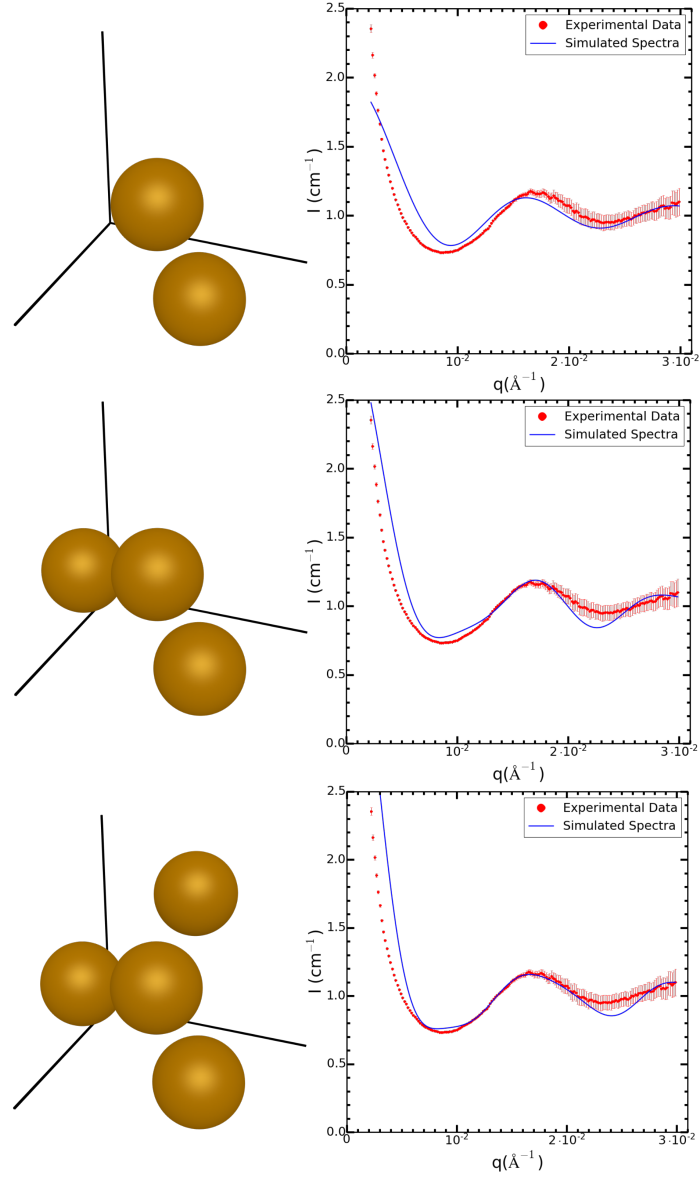 2.5
Experimental Data
Simulated Spectra
2.0
1.5
I (cm⁻¹)
1.0
0.5
0.0
0
10⁻²
2·10⁻²
3·10⁻²
q(Å⁻¹)
2.5
Experimental Data
Simulated Spectra
2.0
1.5
I (cm⁻¹)
1.0
0.5
0.0
0
10⁻²
2·10⁻²
3·10⁻²
q(Å⁻¹)
2.5
Experimental Data
Simulated Spectra
2.0
1.5
I (cm⁻¹)
1.0
0.5
0.0
0
10⁻²
2·10⁻²
3·10⁻²
q(Å⁻¹)